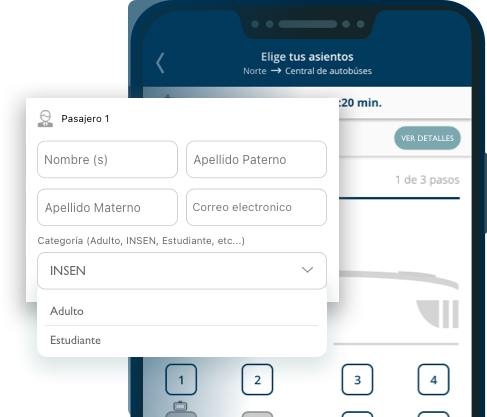 Elige tus asientos
Norte → Central de autobúses
:20 min.
Pasajero 1
VER DETALLES
Nombre (s)
Apellido Paterno
1 de 3 pasos
Apellido Materno
Correo electronico
Categoría (Adulto, INSEN, Estudiante, etc...)
INSEN
Adulto
Estudiante
1 2 3 4